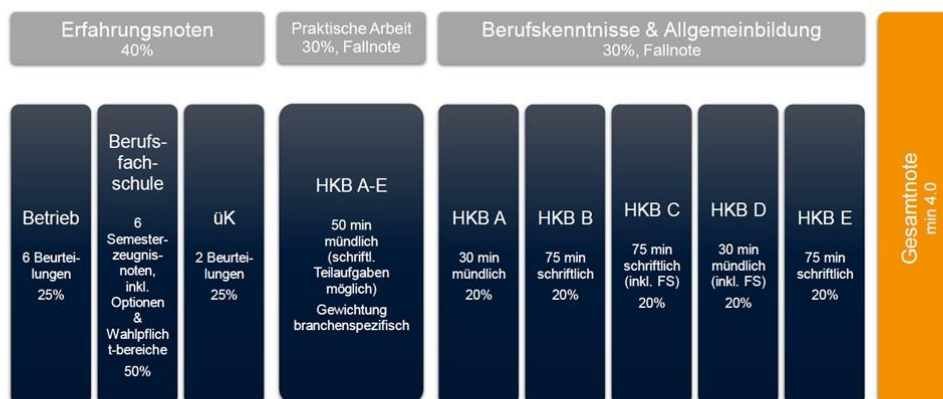 Erfahrungsnoten
40%
Praktische Arbeit
30%, Fallnote
Berufskenntnisse & Allgemeinbildung
30%, Fallnote
Betrieb
6 Beurtei-
lungen
25%
Berufs-
fach-
schule
6
Semester-
zeugnis-
noten,
inkl.
Optionen
&
Wahlpflich
t-bereiche
50%
üK
2 Beurtei-
lungen
25%
HKB A-E
50 min
mündlich
(schriftl.
Teilaufgaben
möglich)
Gewichtung
branchenspezifisch
HKB A
30 min
mündlich
20%
HKB B
75 min
schriftlich
20%
HKB C
75 min
schriftlich
(inkl. FS)
20%
HKB D
30 min
mündlich
(inkl. FS)
20%
HKB E
75 min
schriftlich
20%
Gesamtnote
min 4.0